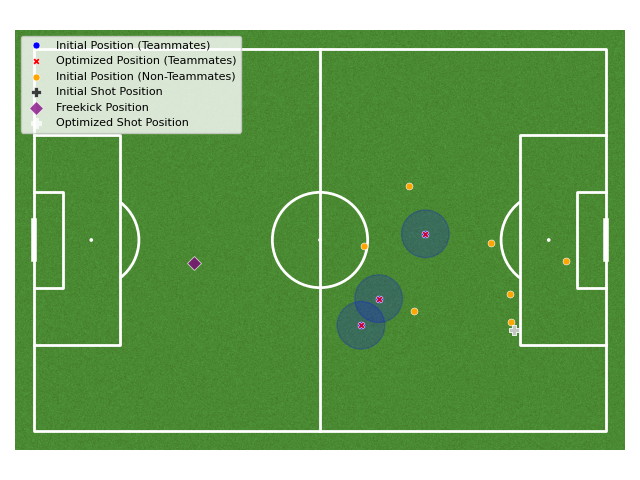 Initial Position (Teammates)
Optimized Position (Teammates)
Initial Position (Non-Teammates)
Initial Shot Position
Freekick Position
Optimized Shot Position